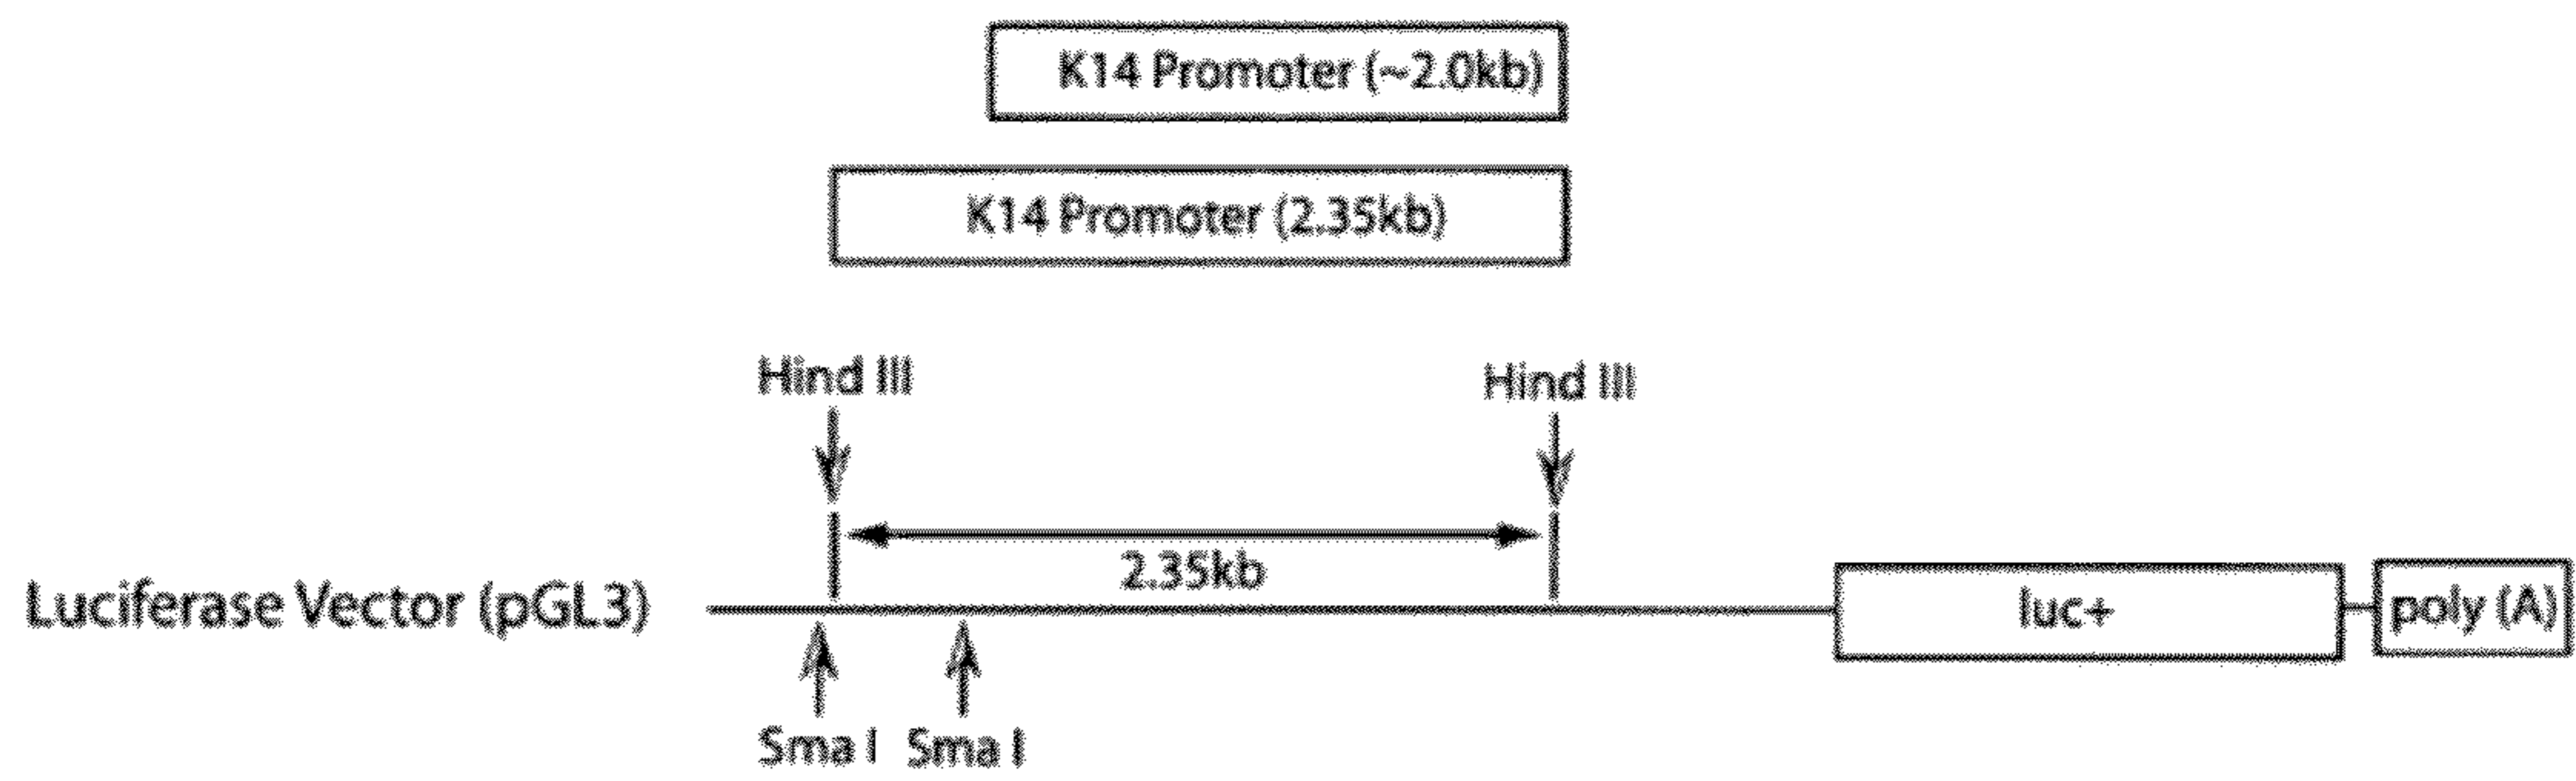 K14 Promoter (~2.0kb)
K14 Promoter (2.35kb)
Hind III
Hind III
2.35kb
Luciferase Vector (pGL3)
luc+
poly (A)
Sma I
Sma I